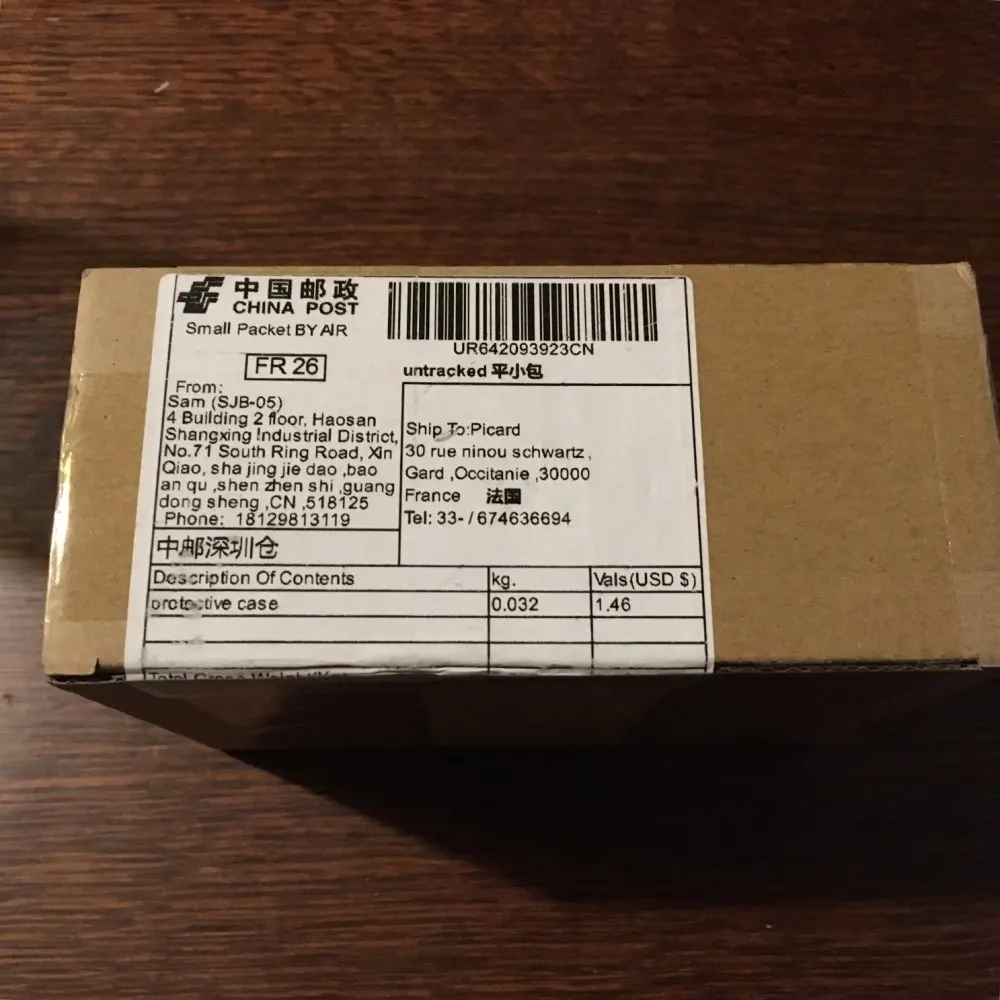 中国邮政
CHINA POST
Small Packet BY AIR
UR642093923CN
FR 26
untracked 平小包
From:
Sam (SJB-05)
4 Building 2 floor, Haosan
Shangxing Industrial District,
No.71 South Ring Road, Xin
Qiao, sha jing jie dao ,bao
an qu ,shen zhen shi ,guang
dong sheng ,CN ,518125
Phone: 18129813119
Ship To:Picard
30 rue ninou schwartz ,
Gard ,Occitanie ,30000
France 法国
Tel: 33- / 674636694
中邮深圳仓
Description Of Contents kg. Vals(USD $)
protective case 0.032 1.46
Total Gross Weight